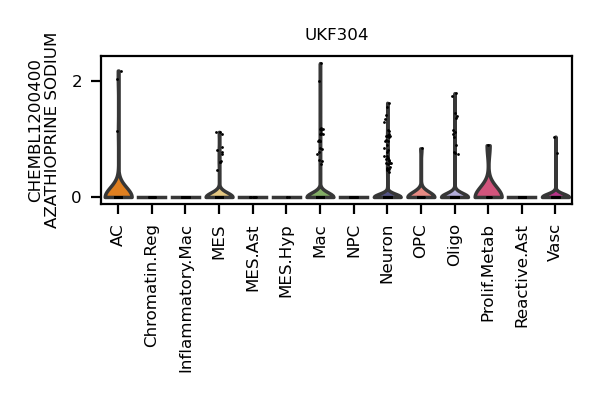 UKF304
CHEMBL1200400
AZATHIOPRINE SODIUM
2
0
AC
Chromatin.Reg
Inflammatory.Mac
MES
MES.Ast
MES.Hyp
Mac
NPC
Neuron
OPC
Oligo
Prolif.Metab
Reactive.Ast
Vasc